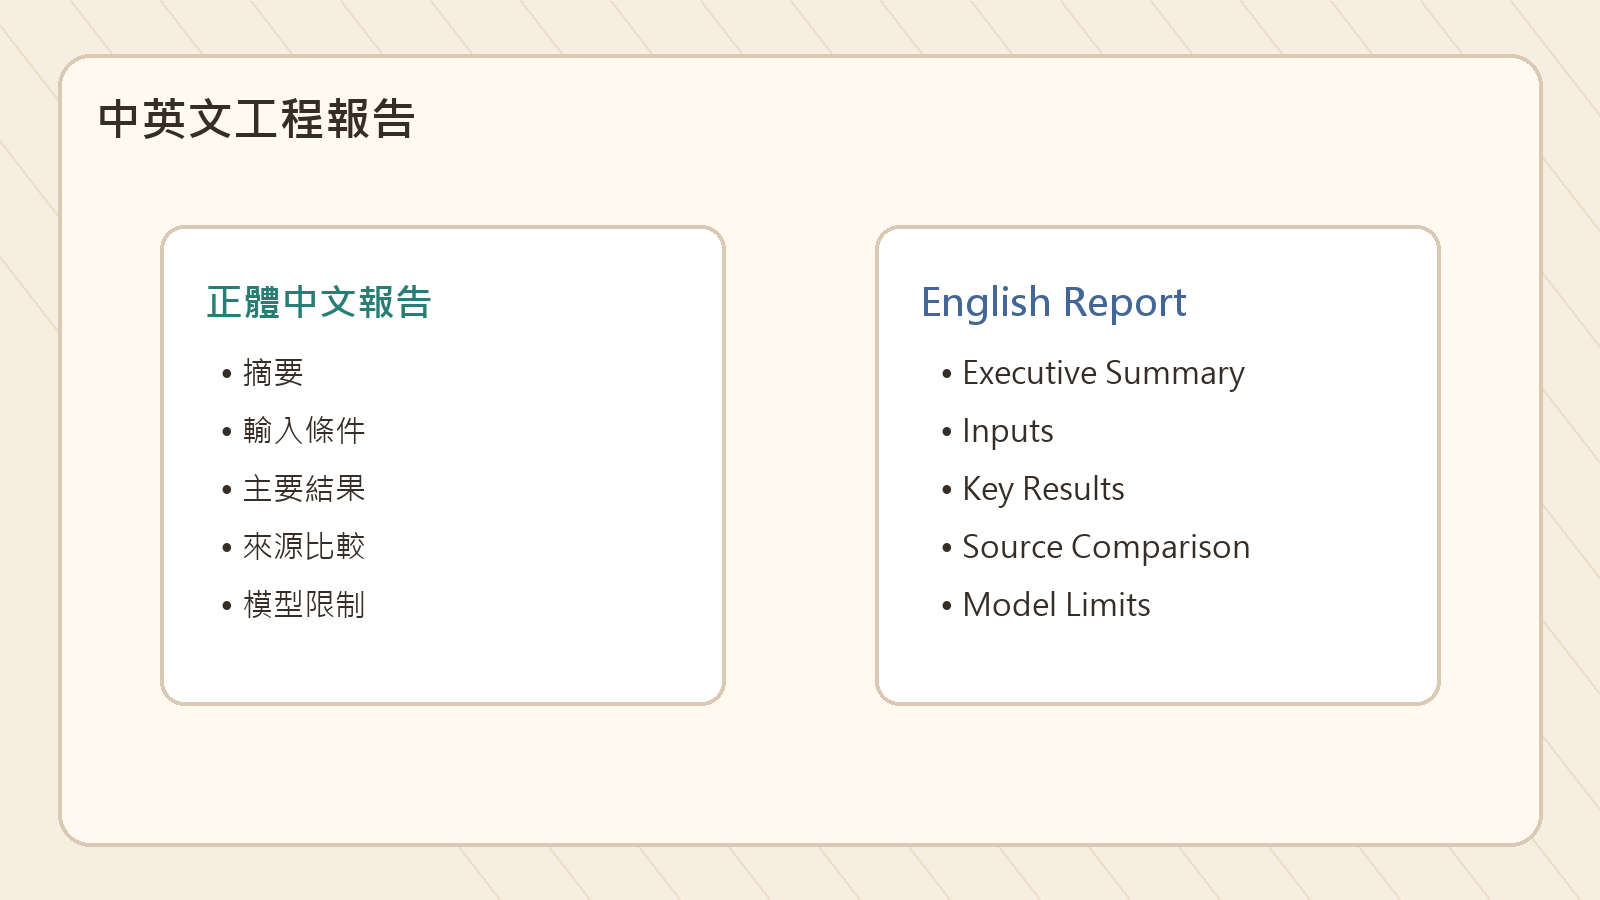 中英文工程報告
正體中文報告
• 摘要
• 輸入條件
• 主要結果
• 來源比較
• 模型限制
English Report
• Executive Summary
• Inputs
• Key Results
• Source Comparison
• Model Limits